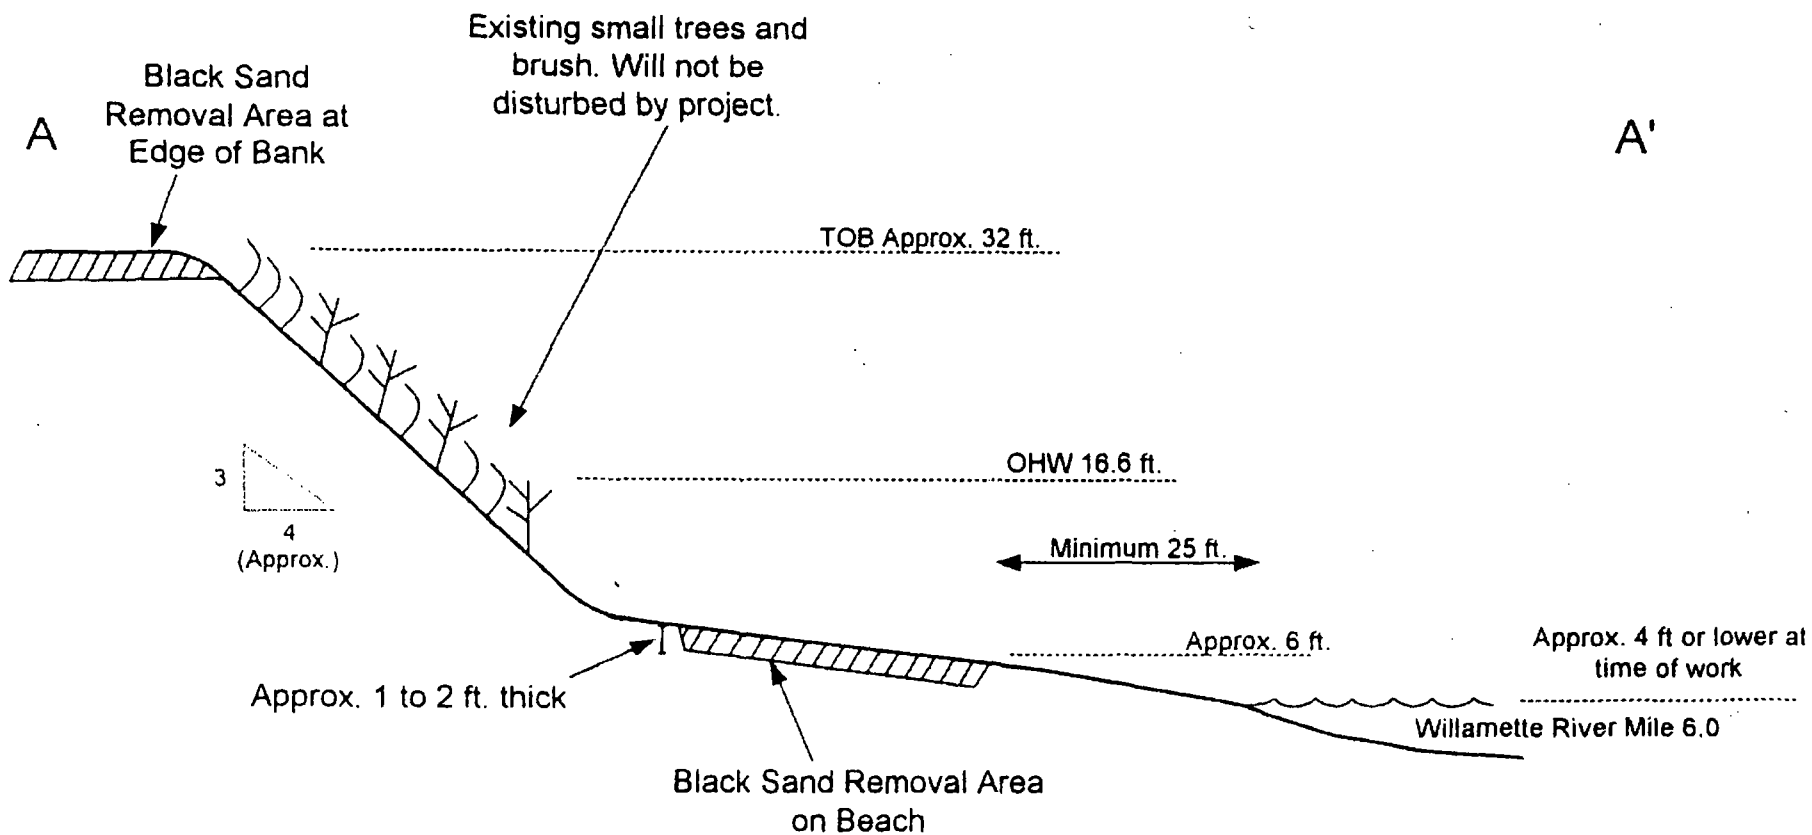 Existing small trees and
brush. Will not be
disturbed by project.
Black Sand
Removal Area at
Edge of Bank
A
A'
TOB Approx. 32 ft.
OHW 16.6 ft.
3
4
(Approx.)
Minimum 25 ft.
Approx. 6 ft.
Approx. 4 ft or lower at
time of work
Approx. 1 to 2 ft. thick
Willamette River Mile 6.0
Black Sand Removal Area
on Beach